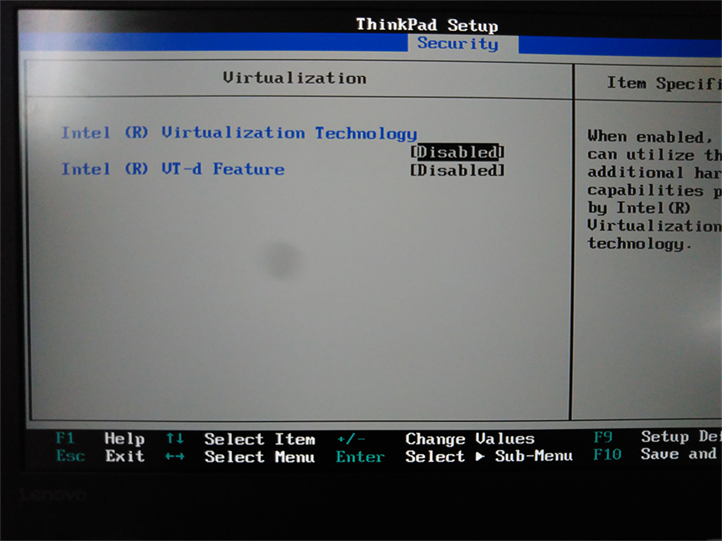 ThinkPad Setup
Security
Virtualization
Item Specifi
Intel (R) Virtualization Technology
[Disabled]
Intel (R) VT-d Feature
[Disabled]
When enabled,
can utilize th
additional har
capabilities p
by Intel(R)
Virtualization
technology.
F1 Help ↑↓ Select Item +/- Change Values F9 Setup Def
Esc Exit ←→ Select Menu Enter Select ▶ Sub-Menu F10 Save and
Lenovo